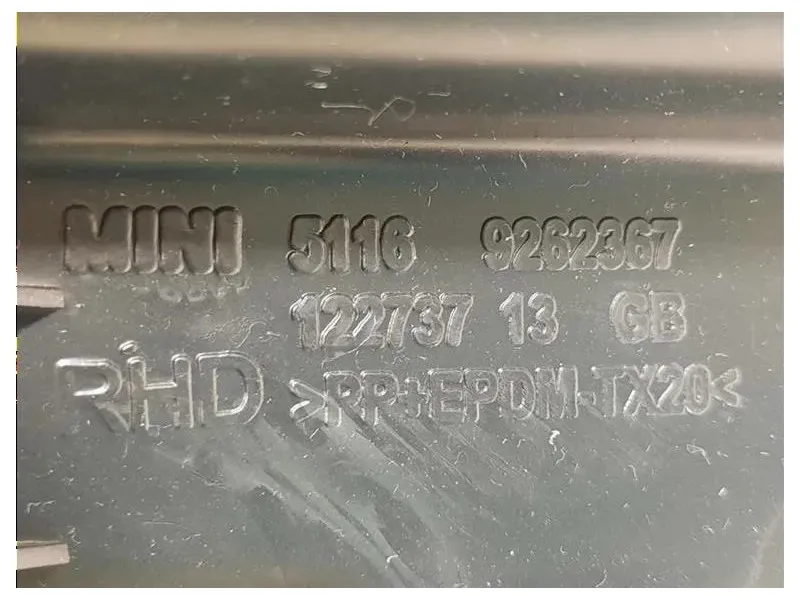 MINI 5116 9262367
122737 13 GB
RHD >PP+EPDM-TX20<